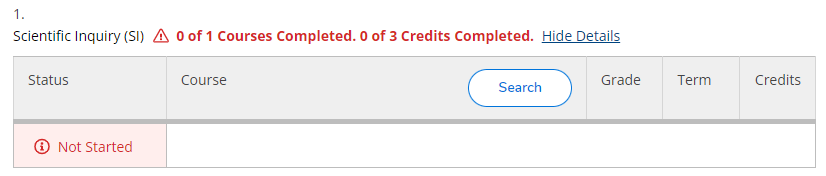 1.
Scientific Inquiry (SI) 0 of 1 Courses Completed. 0 of 3 Credits Completed. Hide Details
Status Course Search Grade Term Credits
Not Started